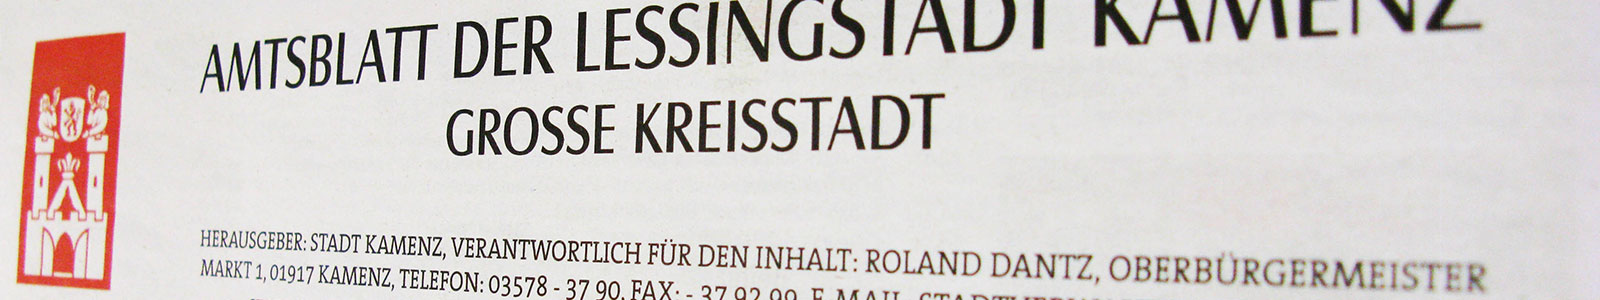 AMTSBLATT DER LESSINGSTADT KAMENZ
GROSSE KREISSTADT
HERAUSGEBER: STADT KAMENZ, VERANTWORTLICH FÜR DEN INHALT: ROLAND DANTZ, OBERBÜRGERMEISTER
MARKT 1, 01917 KAMENZ, TELEFON: 03578 - 37 90, FAX: - 37 92 99, E-MAIL: